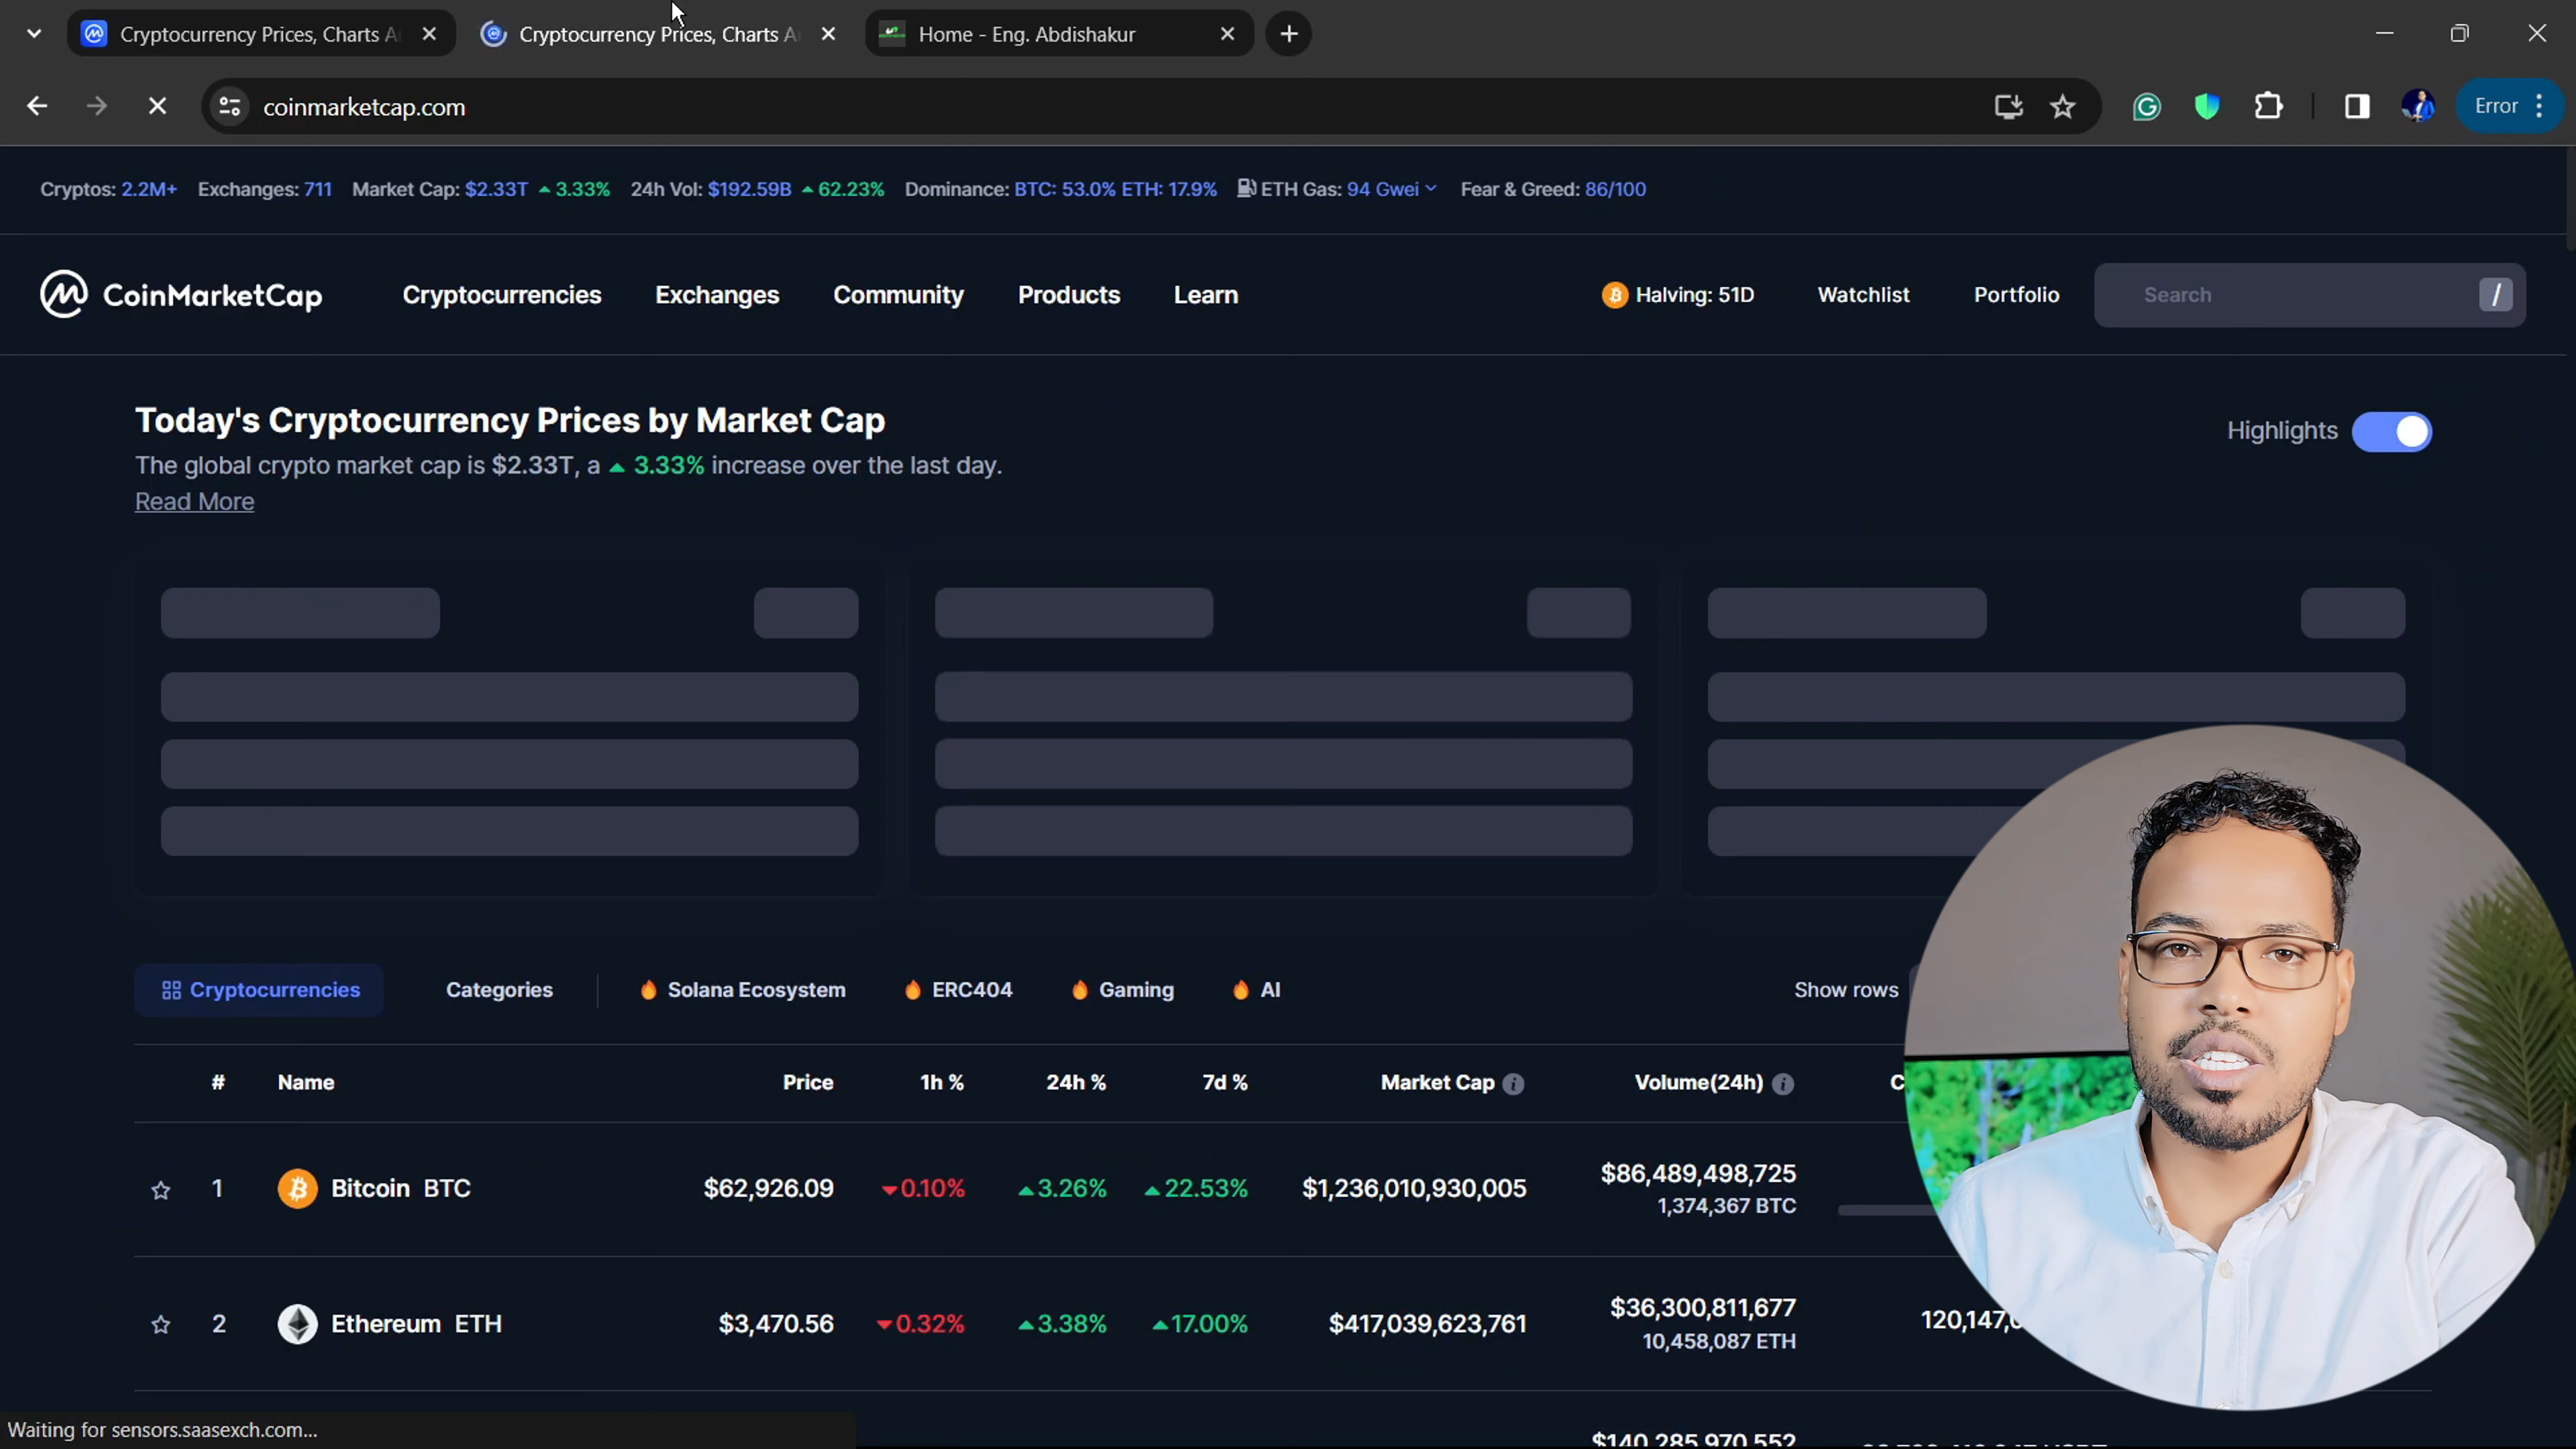 Cryptocurrency Prices, Charts A
Cryptocurrency Prices, Charts A
Home - Eng. Abdishakur
coinmarketcap.com
Error
Cryptos: 2.2M+ Exchanges: 711 Market Cap: $2.33T 3.33% 24h Vol: $192.59B 62.23% Dominance: BTC: 53.0% ETH: 17.9% ETH Gas: 94 Gwei Fear & Greed: 86/100
CoinMarketCap Cryptocurrencies Exchanges Community Products Learn Halving: 51D Watchlist Portfolio Search /
Today's Cryptocurrency Prices by Market Cap
Highlights
The global crypto market cap is $2.33T, a 3.33% increase over the last day.
Read More
Cryptocurrencies Categories Solana Ecosystem ERC404 Gaming AI Show rows
# Name Price 1h % 24h % 7d % Market Cap Volume(24h) C
1 Bitcoin BTC $62,926.09 0.10% 3.26% 22.53% $1,236,010,930,005 $86,489,498,725
1,374,367 BTC
2 Ethereum ETH $3,470.56 0.32% 3.38% 17.00% $417,039,623,761 $36,300,811,677 120,147,0
10,458,087 ETH
$140,285,970,552
Waiting for sensors.saasexch.com...